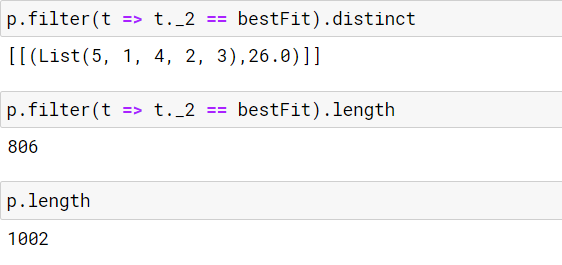 p.filter(t => t._2 == bestFit).distinct
[[(List(5, 1, 4, 2, 3),26.0)]]
p.filter(t => t._2 == bestFit).length
806
p.length
1002